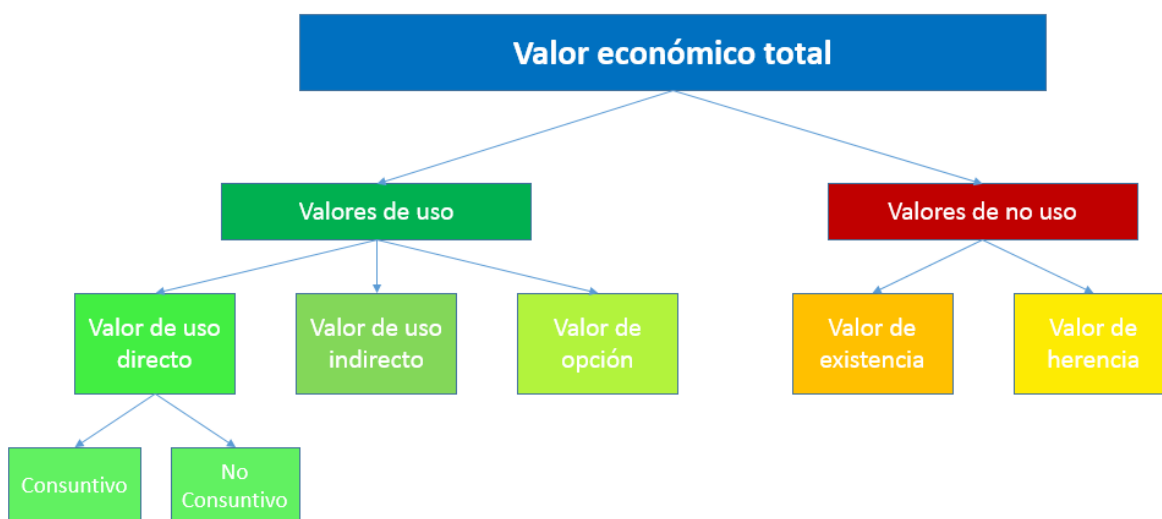 Valor económico total
Valores de uso
Valores de no uso
Valor de uso
directo
Valor de uso
indirecto
Valor de
opción
Valor de
existencia
Valor de
herencia
Consuntivo
No
Consuntivo